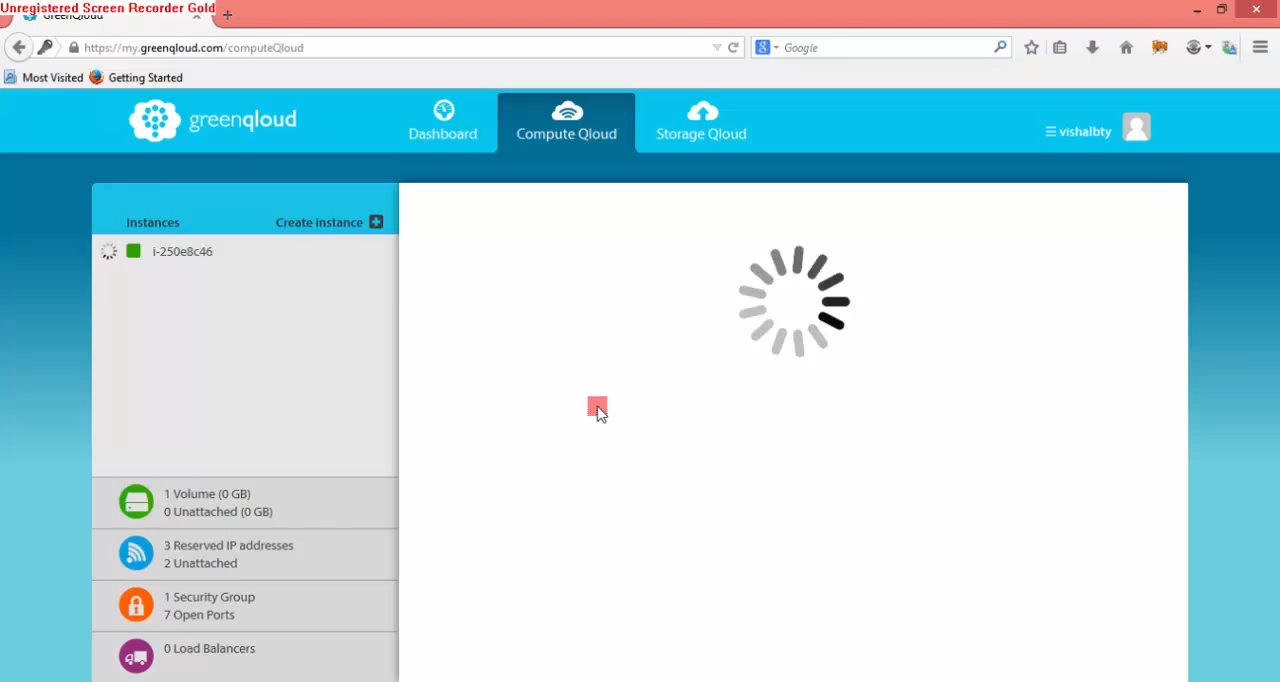 Unregistered Screen Recorder Gold
GreenQloud
https://my.greenqloud.com/computeQloud
Google
Most Visited
Getting Started
greenqloud
Dashboard
Compute Qloud
Storage Qloud
vishalbty
Instances
Create instance
i-250e8c46
1 Volume (0 GB)
0 Unattached (0 GB)
3 Reserved IP addresses
2 Unattached
1 Security Group
7 Open Ports
0 Load Balancers